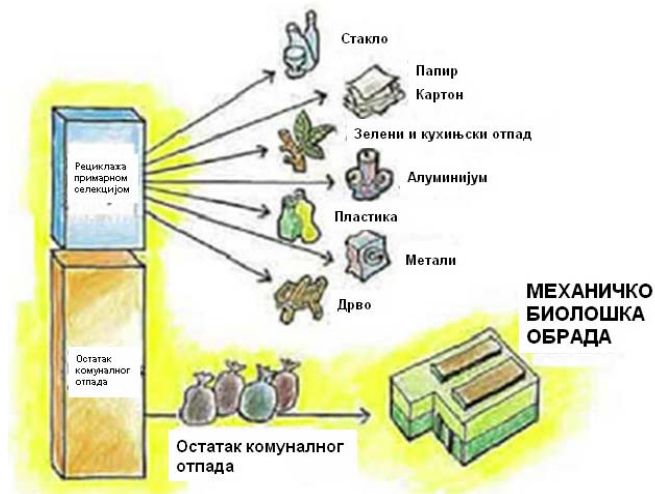 Стакло
Папир
Картон
Зелени и кухињски отпад
Рециклаха
примарном
селекцијом
Алуминијум
Пластика
Метали
Дрво
МЕХАНИЧКО
БИОЛОШКА
ОБРАДА
Остатак
комуналног
отпада
Остатак комуналног
отпада